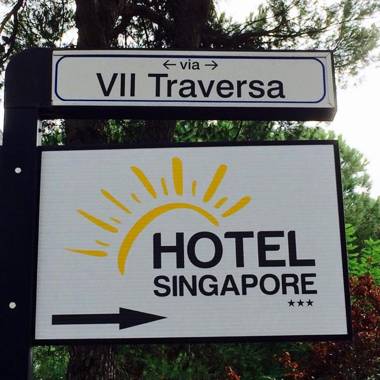 ←via→
VII Traversa
HOTEL
SINGAPORE
★★★